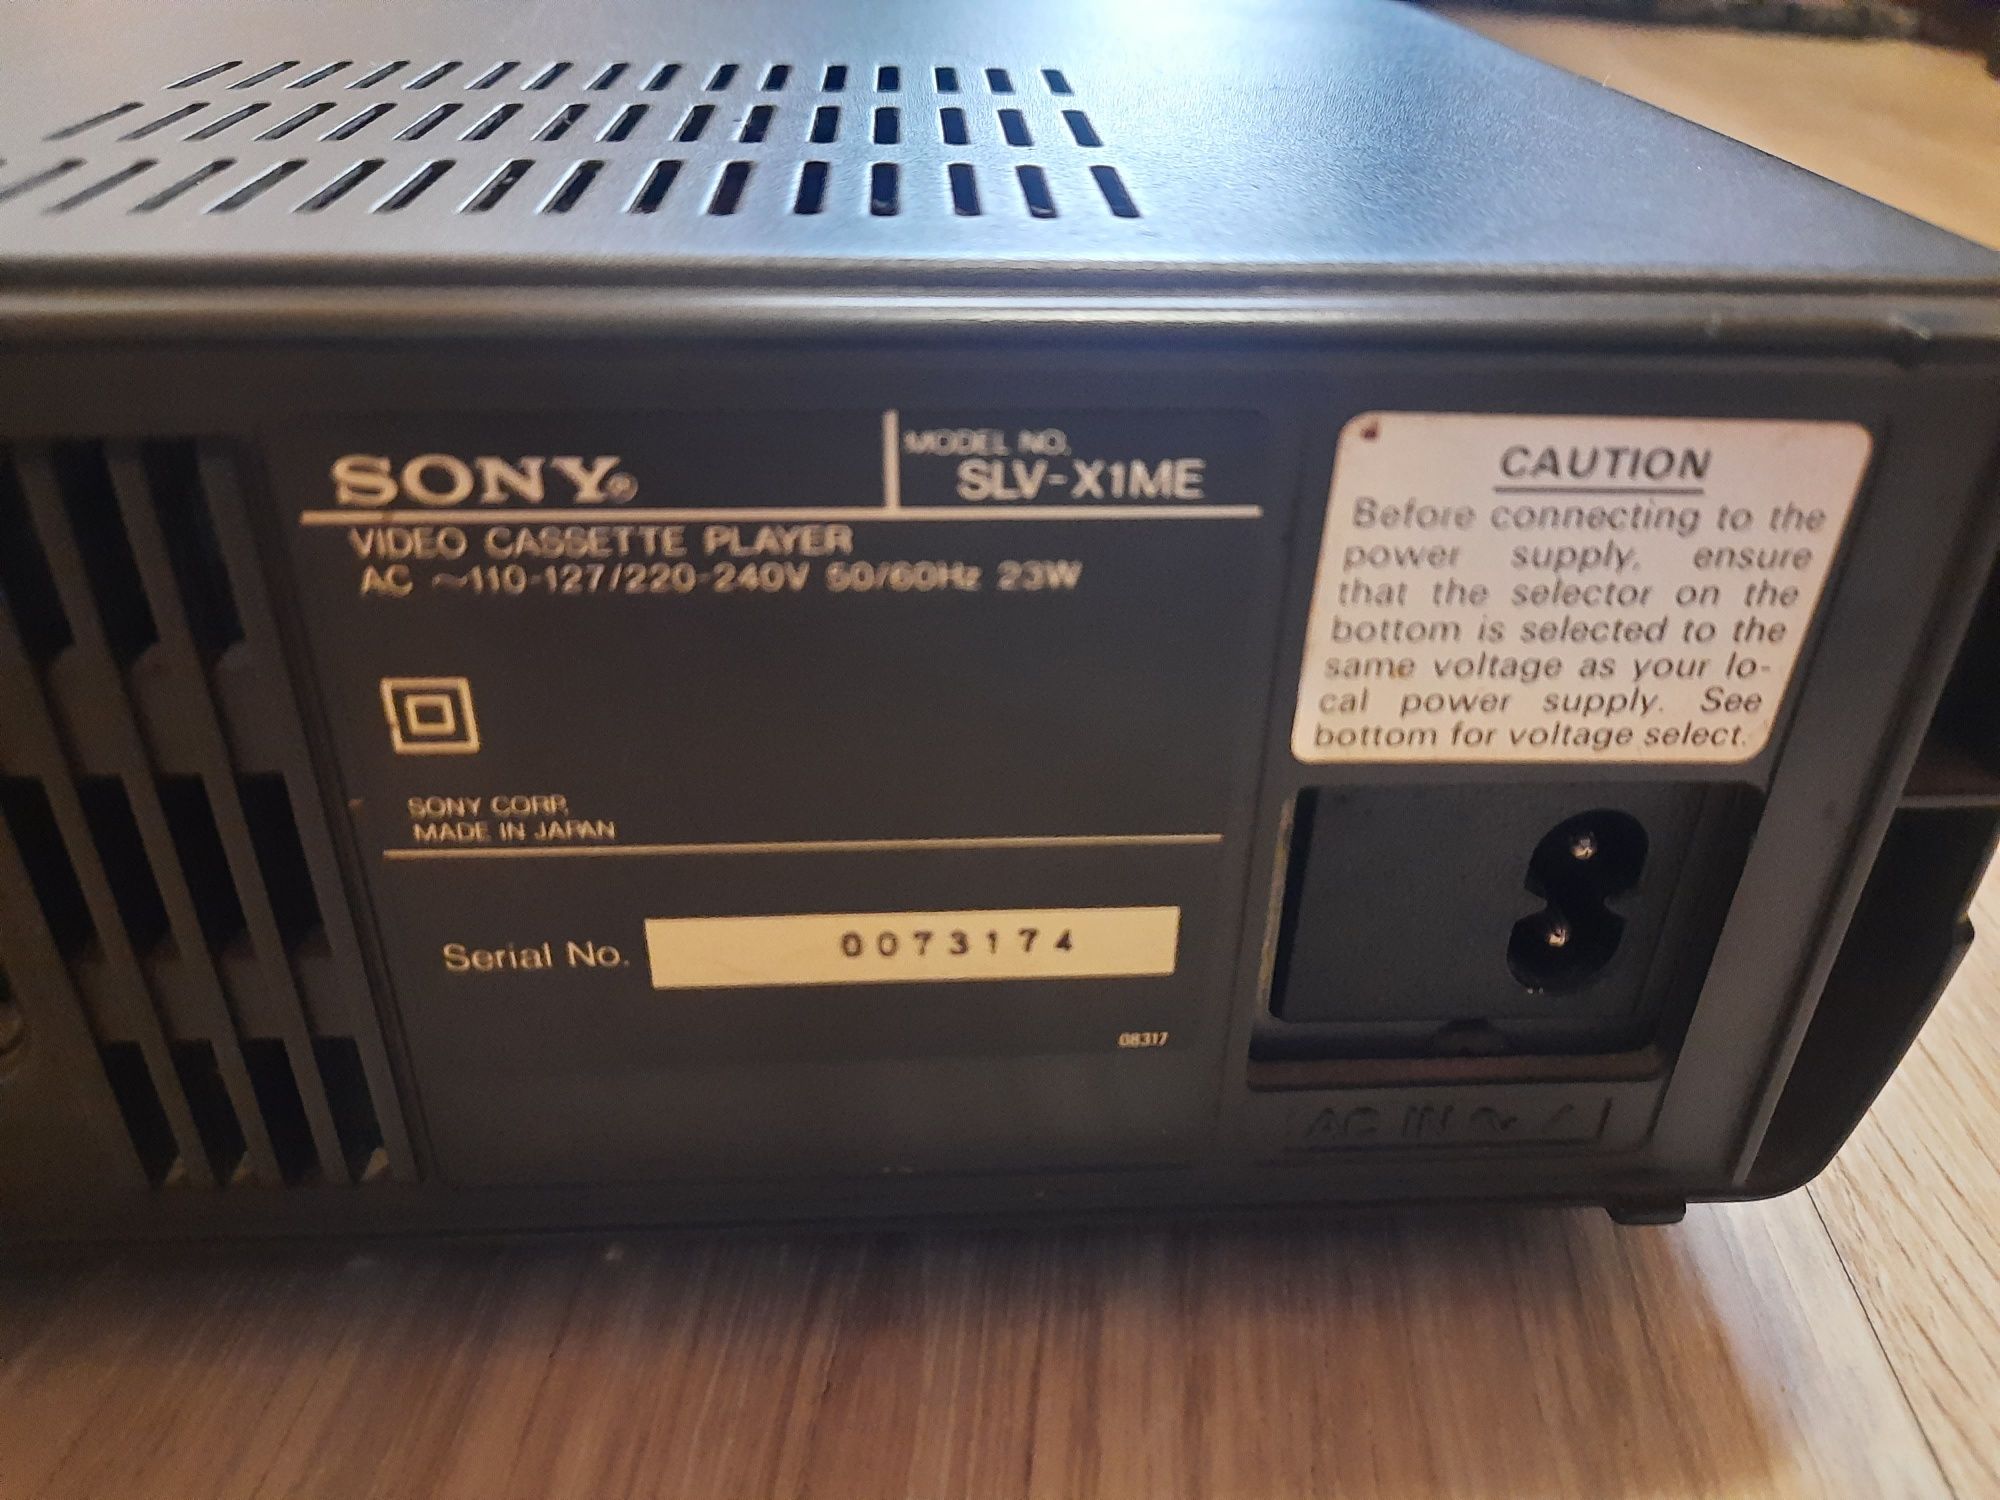 SONY®
MODEL NO.
SLV-X1ME
VIDEO CASSETTE PLAYER
AC ~110-127/220-240V 50/60Hz 23W
SONY CORP.
MADE IN JAPAN
Serial No. 0073174
08317
CAUTION
Before connecting to the
power supply, ensure
that the selector on the
bottom is selected to the
same voltage as your lo-
cal power supply. See
bottom for voltage select.
AC IN ~